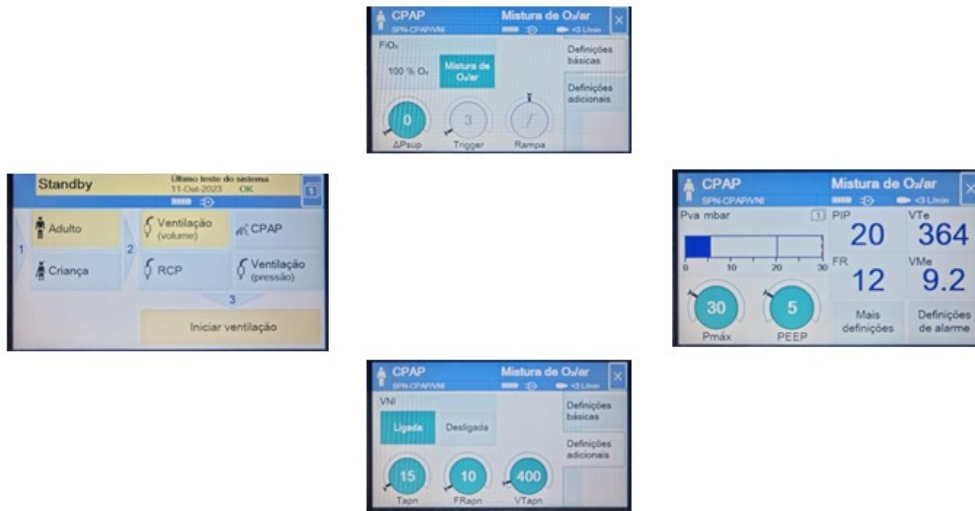 CPAP
Mistura de O₂/ar
SPN-CPAP/VNI
<3 L/min
X
FiO₂
100 % O₂
Mistura de
O₂/ar
Definições
básicas
Definições
adicionais
0
3
ΔPsup
Trigger
Rampa
Standby
Último teste do sistema
11-Out-2023 OK
1
1
Adulto
2
Ventilação
(volume)
CPAP
Criança
RCP
Ventilação
(pressão)
3
Iniciar ventilação
CPAP
Mistura de O₂/ar
SPN-CPAP/VNI
<3 L/min
X
Pva mbar
1
PIP
VTe
20
364
0 10 20 30
FR
VMe
12
9.2
30
5
Pmáx
PEEP
Mais
definições
Definições
de alarme
CPAP
Mistura de O₂/ar
SPN-CPAP/VNI
<3 L/min
X
VNI
Ligada
Desligada
Definições
básicas
Definições
adicionais
15
10
400
Tapn
FRapn
VTapn